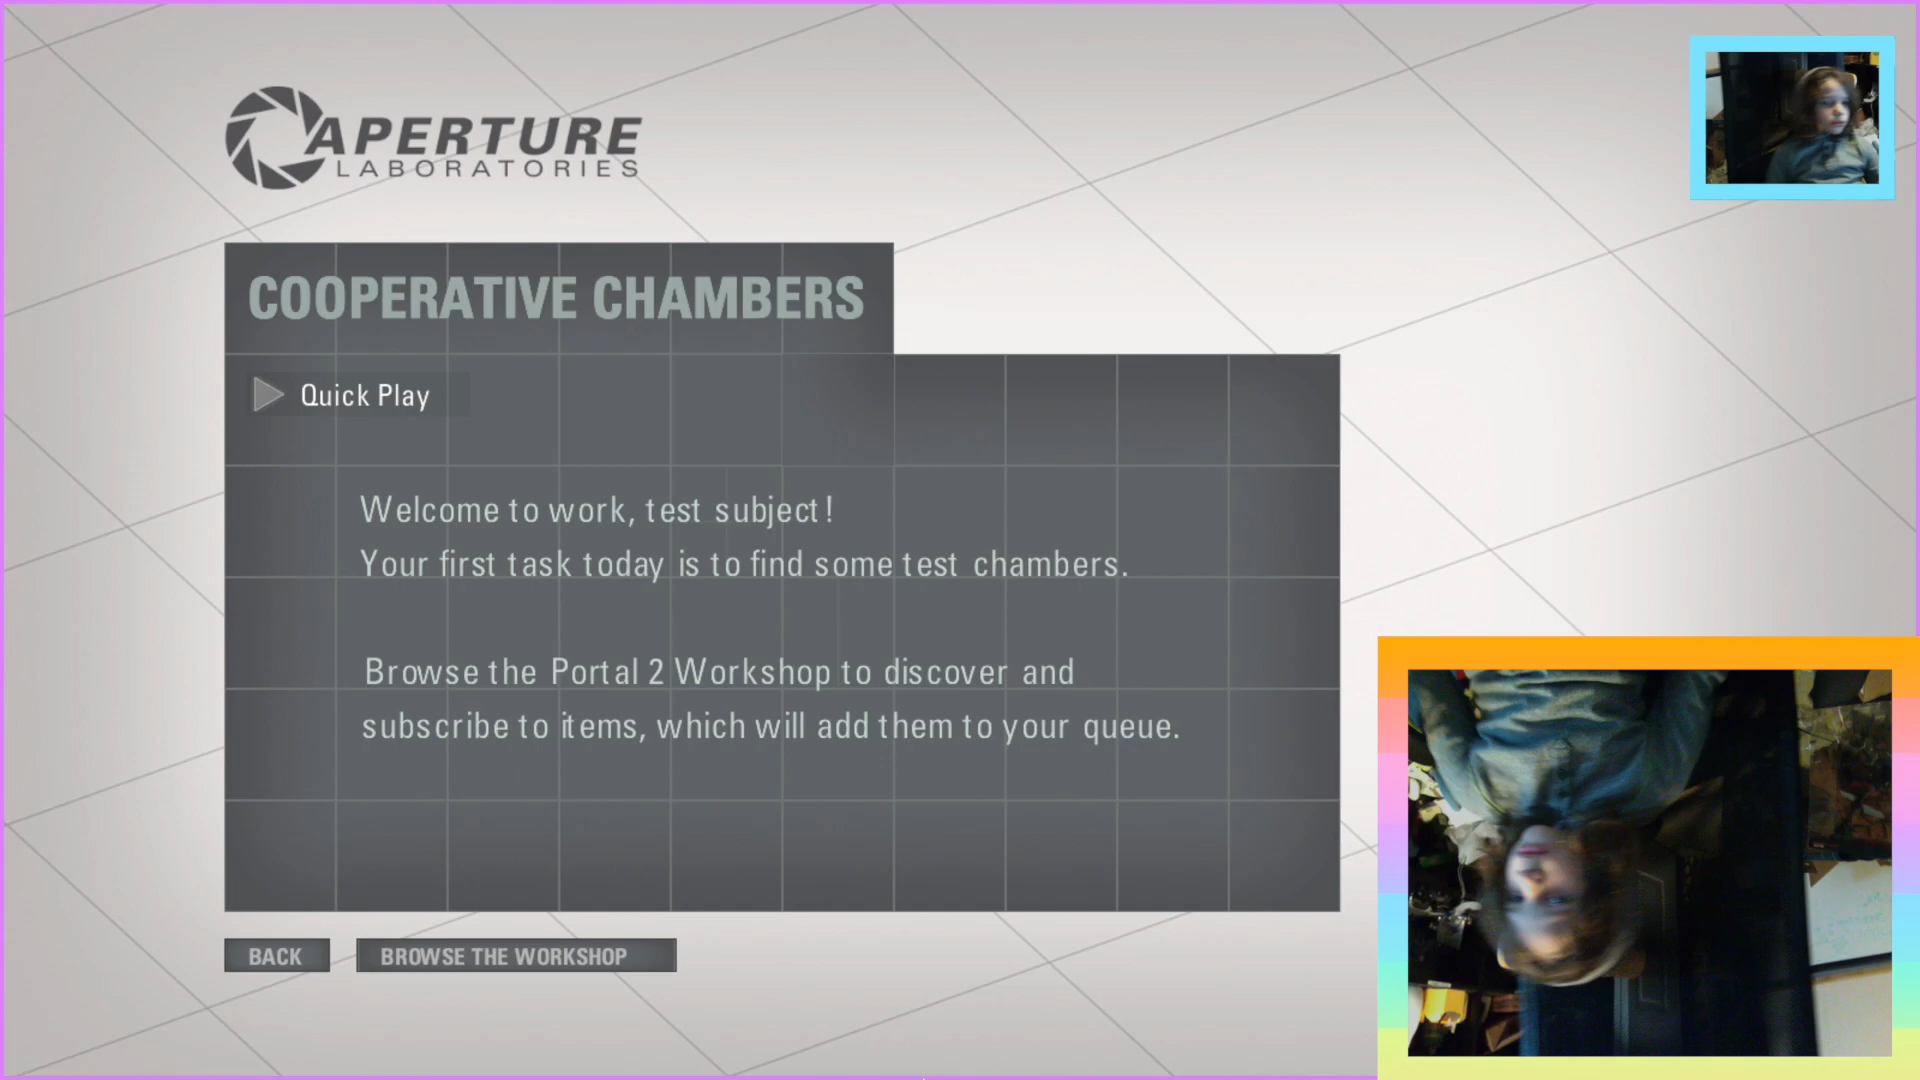 APERTURE
LABORATORIES
COOPERATIVE CHAMBERS
Quick Play
Welcome to work, test subject!
Your first task today is to find some test chambers.
Browse the Portal 2 Workshop to discover and
subscribe to items, which will add them to your queue.
BACK
BROWSE THE WORKSHOP